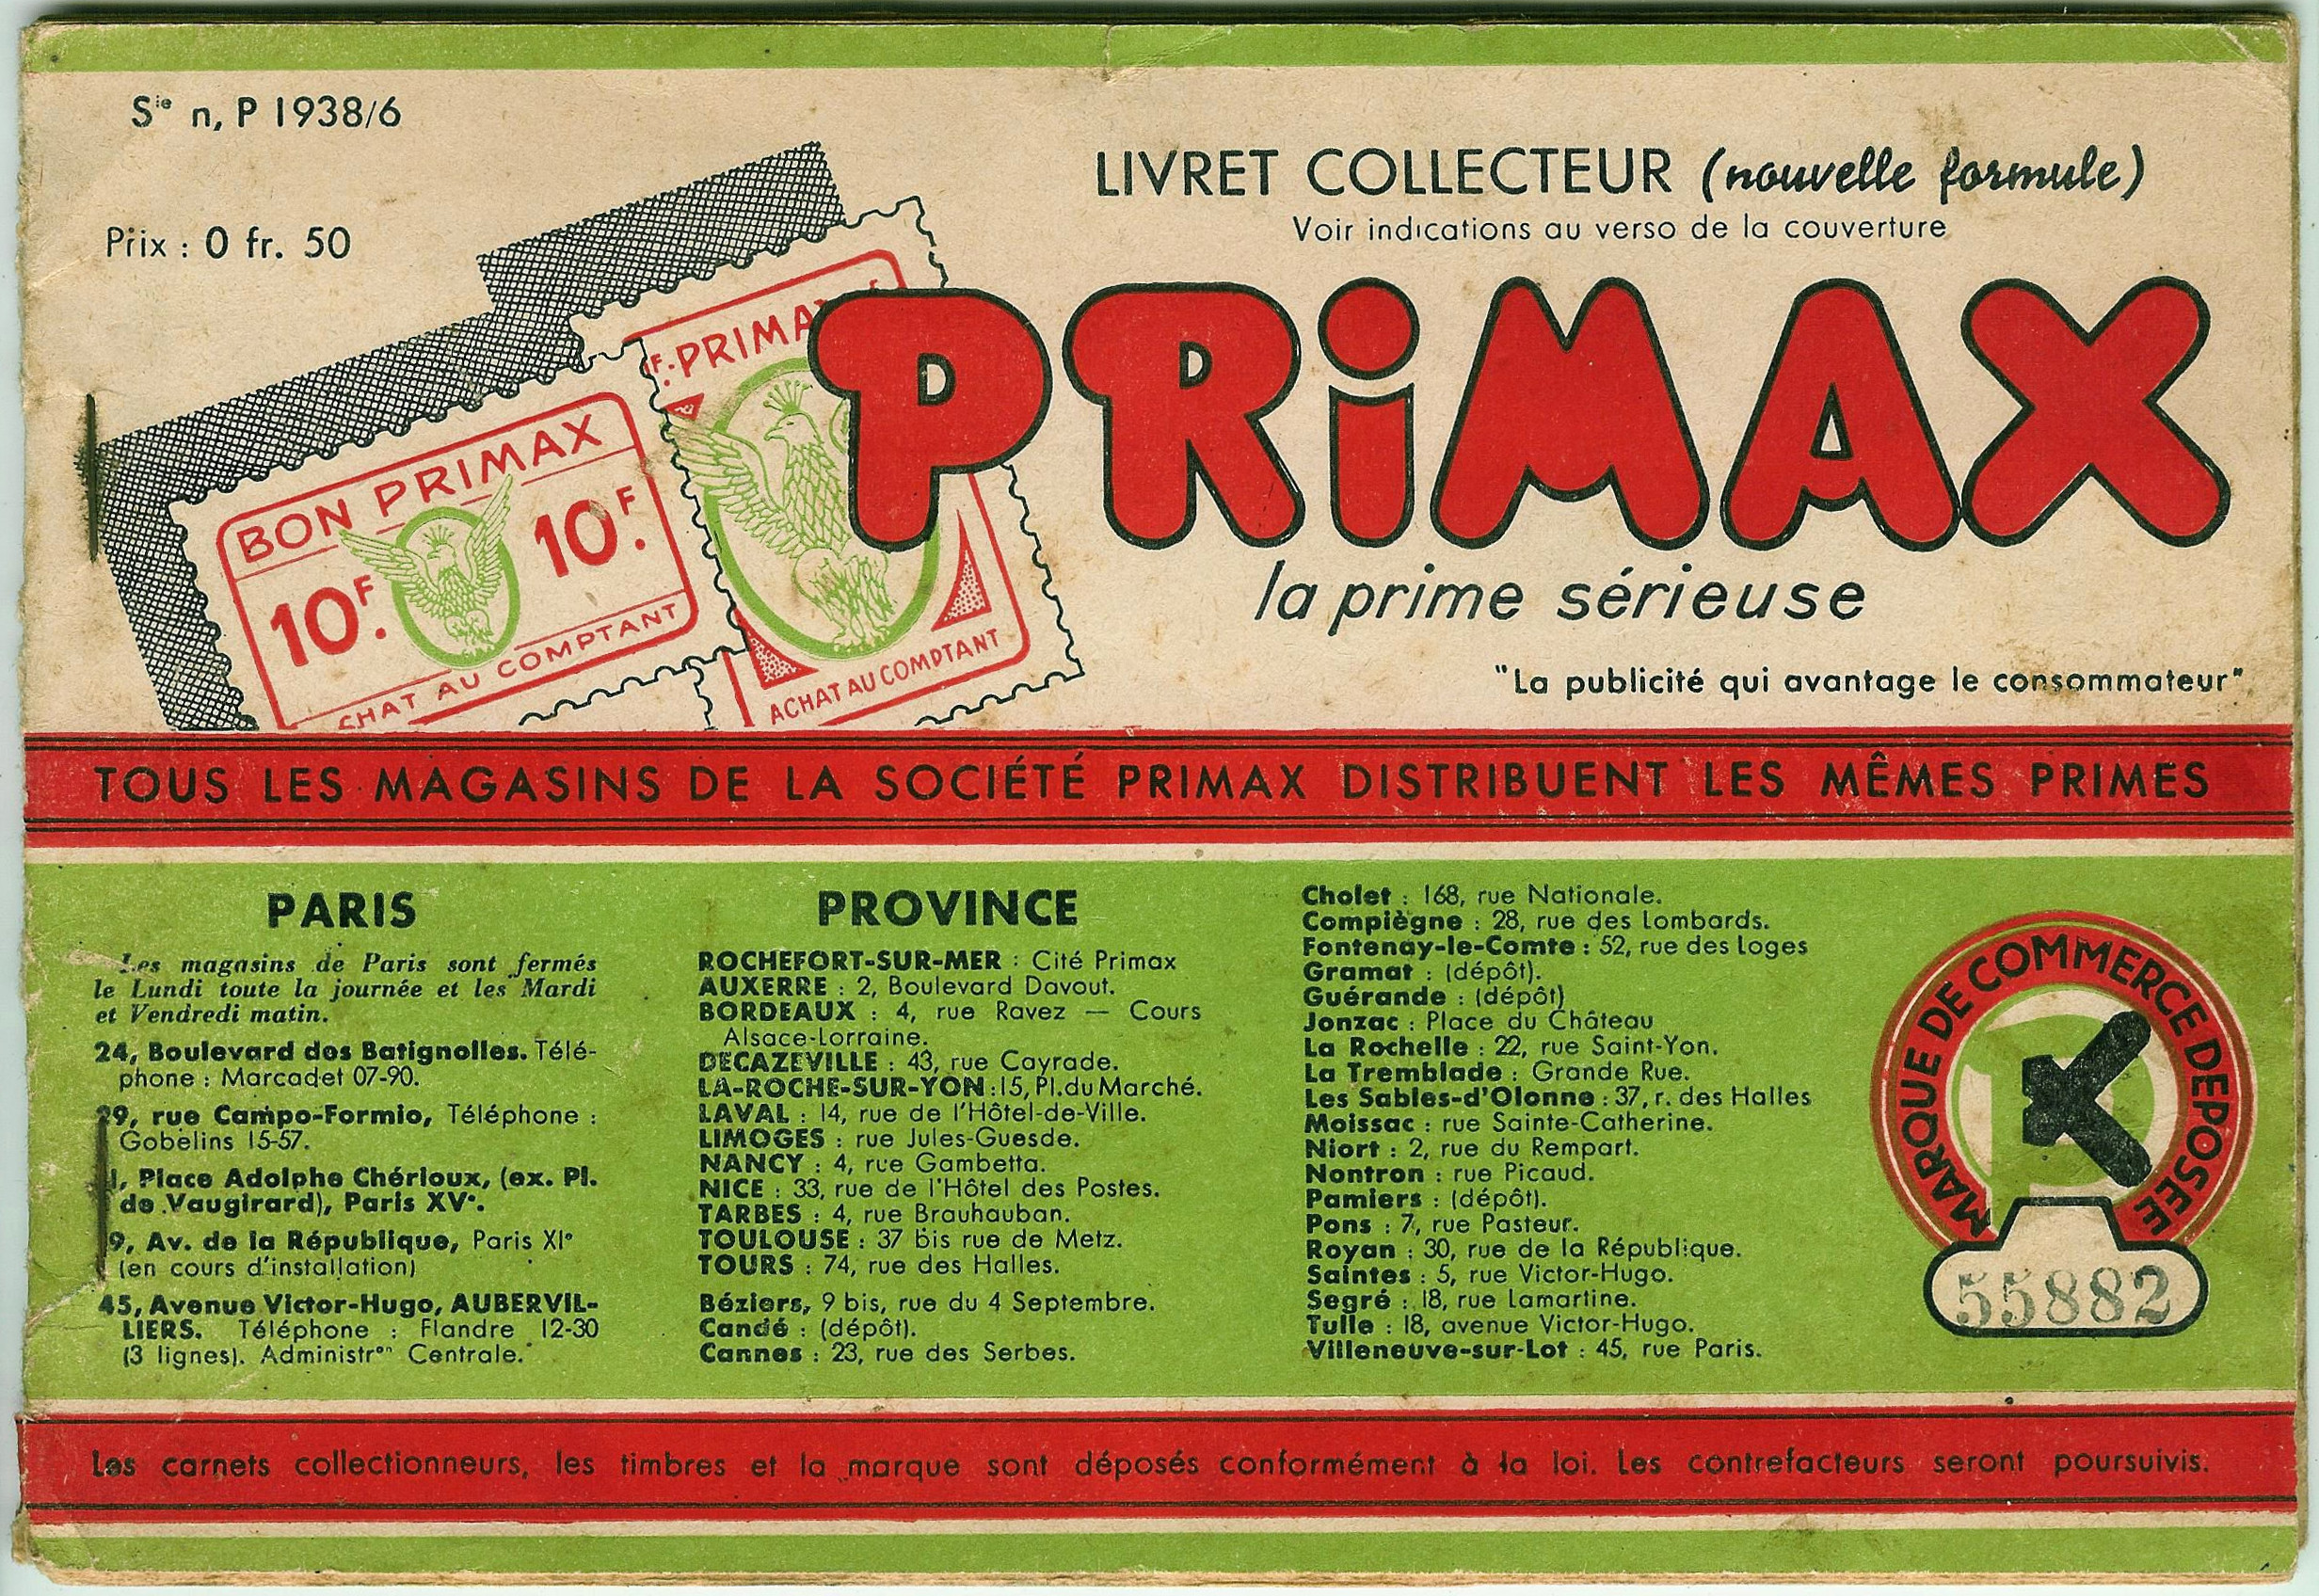 Sie n, P 1938/6
Prix : 0 fr. 50
LIVRET COLLECTEUR (nouvelle formule)
Voir indications au verso de la couverture
PRiMAX
la prime sérieuse
"La publicité qui avantage le consommateur"
BON PRIMAX
10F. 10F.
CHAT AU COMPTANT
F. PRIMAX
ACHAT AU COMPTANT
TOUS LES MAGASINS DE LA SOCIÉTÉ PRIMAX DISTRIBUENT LES MÊMES PRIMES
PARIS
Les magasins de Paris sont fermés
le Lundi toute la journée et les Mardi
et Vendredi matin.
24, Boulevard des Batignolles. Télé-
phone : Marcadet 07-90.
29, rue Campo-Formio, Téléphone :
Gobelins 15-57.
1, Place Adolphe Chérioux, (ex. Pl.
de Vaugirard), Paris XVe.
9, Av. de la République, Paris XIe
(en cours d'installation)
45, Avenue Victor-Hugo, AUBERVIL-
LIERS. Téléphone : Flandre 12-30
(3 lignes). Administron Centrale.
PROVINCE
ROCHEFORT-SUR-MER : Cité Primax
AUXERRE : 2, Boulevard Davout.
BORDEAUX : 4, rue Ravez — Cours
Alsace-Lorraine.
DECAZEVILLE : 43, rue Cayrade.
LA-ROCHE-SUR-YON : 15, Pl. du Marché.
LAVAL : 14, rue de l'Hôtel-de-Ville.
LIMOGES : rue Jules-Guesde.
NANCY : 4, rue Gambetta.
NICE : 33, rue de l'Hôtel des Postes.
TARBES : 4, rue Brauhauban.
TOULOUSE : 37 bis rue de Metz.
TOURS : 74, rue des Halles.
Béziers, 9 bis, rue du 4 Septembre.
Candé : (dépôt).
Cannes : 23, rue des Serbes.
Cholet : 168, rue Nationale.
Compiègne : 28, rue des Lombards.
Fontenay-le-Comte : 52, rue des Loges
Gramat : (dépôt).
Guérande : (dépôt)
Jonzac : Place du Château
La Rochelle : 22, rue Saint-Yon.
La Tremblade : Grande Rue.
Les Sables-d'Olonne : 37, r. des Halles
Moissac : rue Sainte-Catherine.
Niort : 2, rue du Rempart.
Nontron : rue Picaud.
Pamiers : (dépôt).
Pons : 7, rue Pasteur.
Royan : 30, rue de la République.
Saintes : 5, rue Victor-Hugo.
Segré : 18, rue Lamartine.
Tulle : 18, avenue Victor-Hugo.
Villeneuve-sur-Lot : 45, rue Paris.
MARQUE DE COMMERCE DEPOSEE
55882
Les carnets collectionneurs, les timbres et la marque sont déposés conformément à la loi. Les contrefacteurs seront poursuivis.